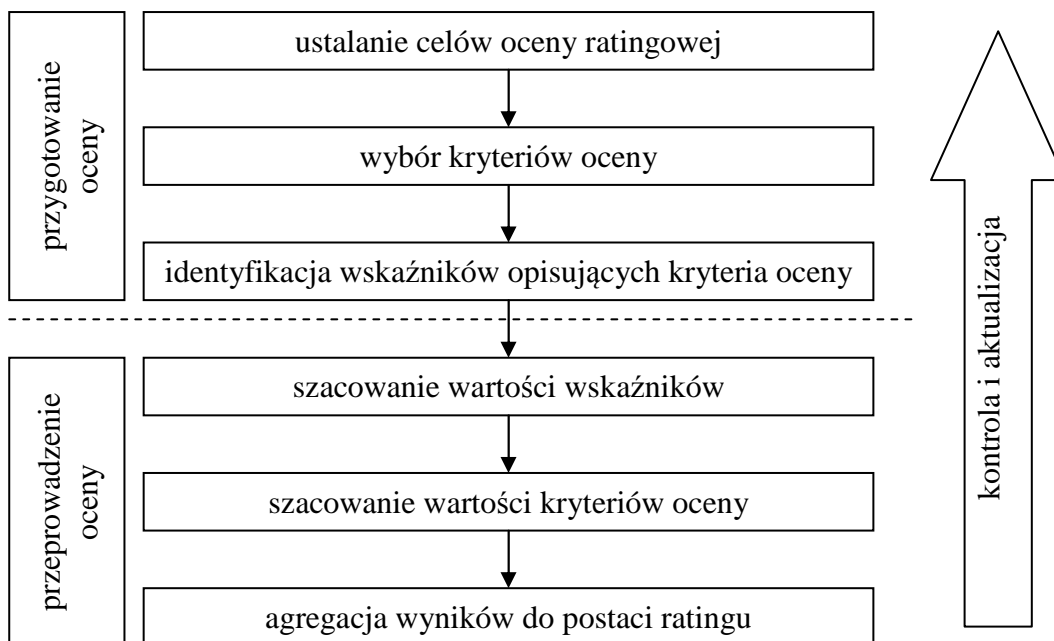 ustalanie celów oceny ratingowej
wybór kryteriów oceny
identyfikacja wskaźników opisujących kryteria oceny
przygotowanie
oceny
szacowanie wartości wskaźników
szacowanie wartości kryteriów oceny
agregacja wyników do postaci ratingu
przeprowadzenie
oceny
kontrola i aktualizacja